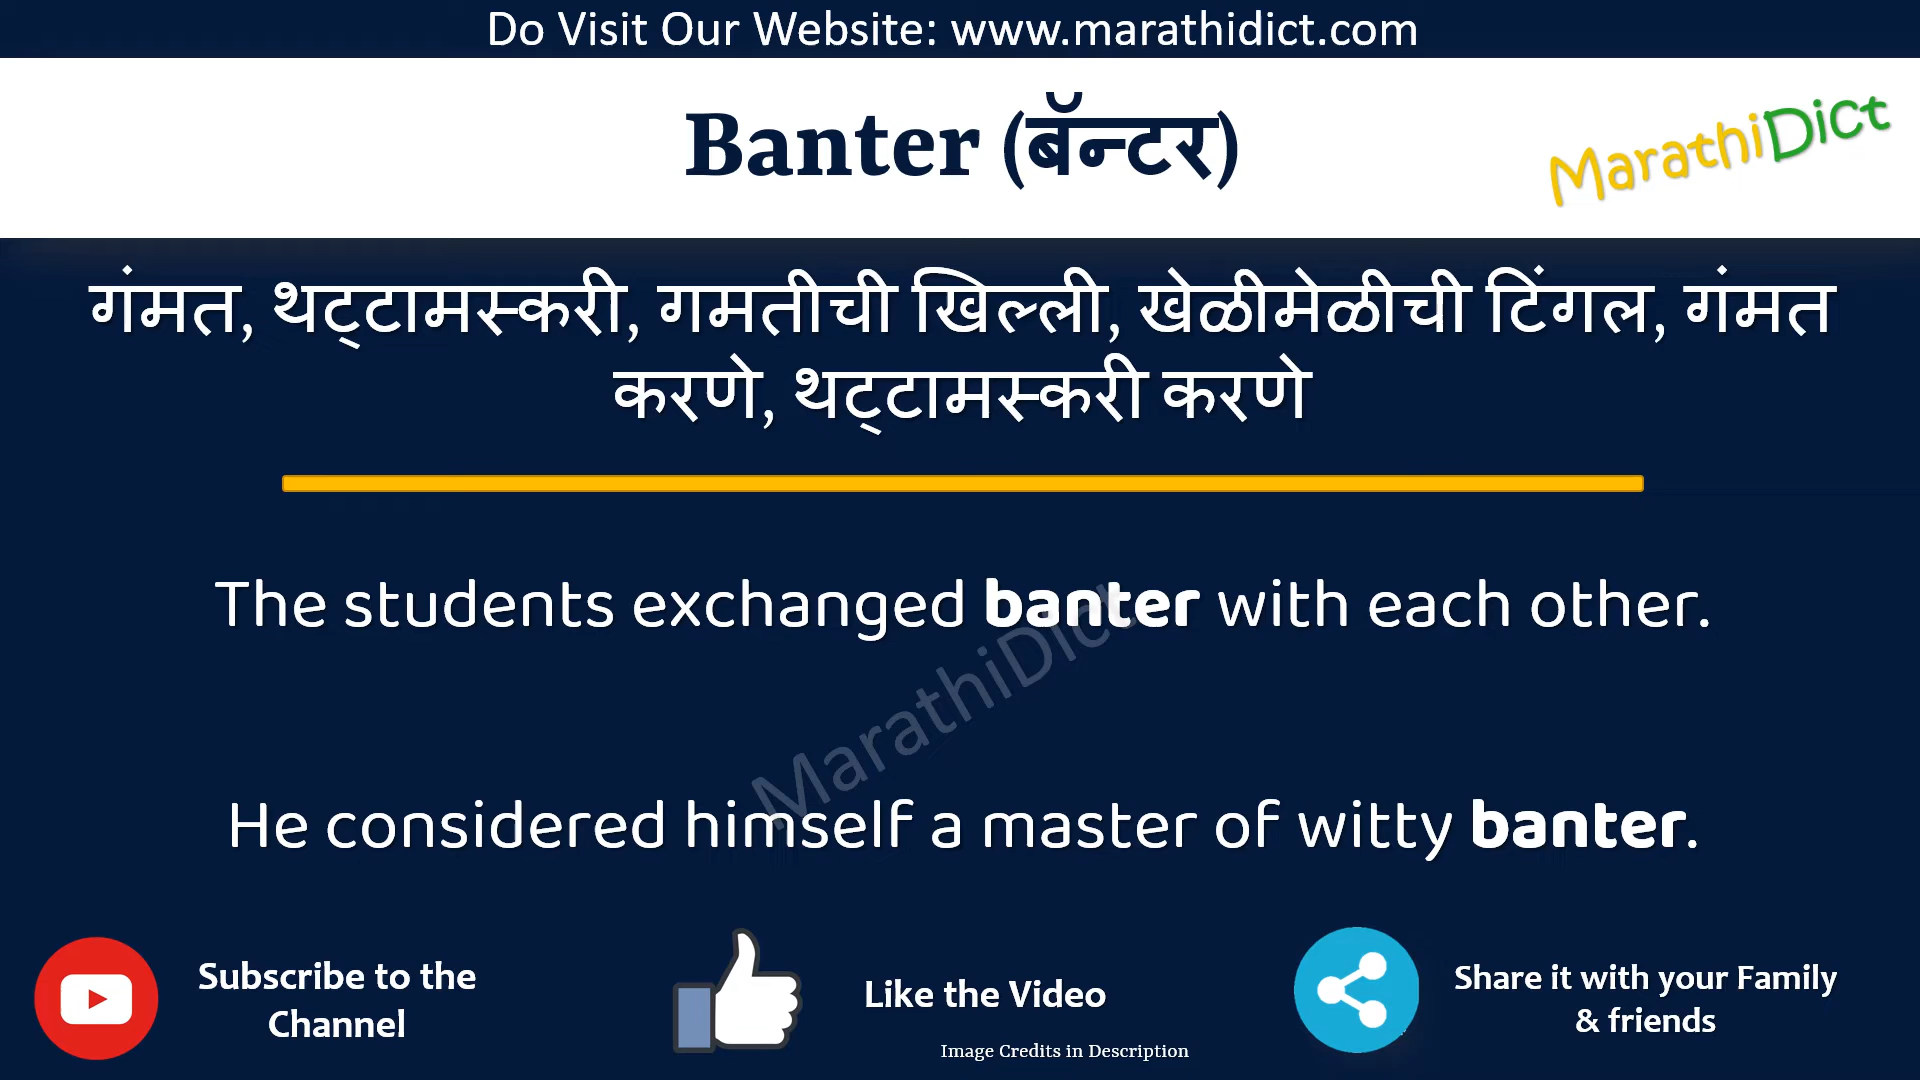 Do Visit Our Website: www.marathidict.com
Banter (बॅन्टर)
MarathiDict
गंमत, थट्टामस्करी, गमतीची खिल्ली, खेळीमेळीची टिंगल, गंमत
करणे, थट्टामस्करी करणे
The students exchanged banter with each other.
MarathiDict
He considered himself a master of witty banter.
Subscribe to the
Channel
Like the Video
Share it with your Family
& friends
Image Credits in Description